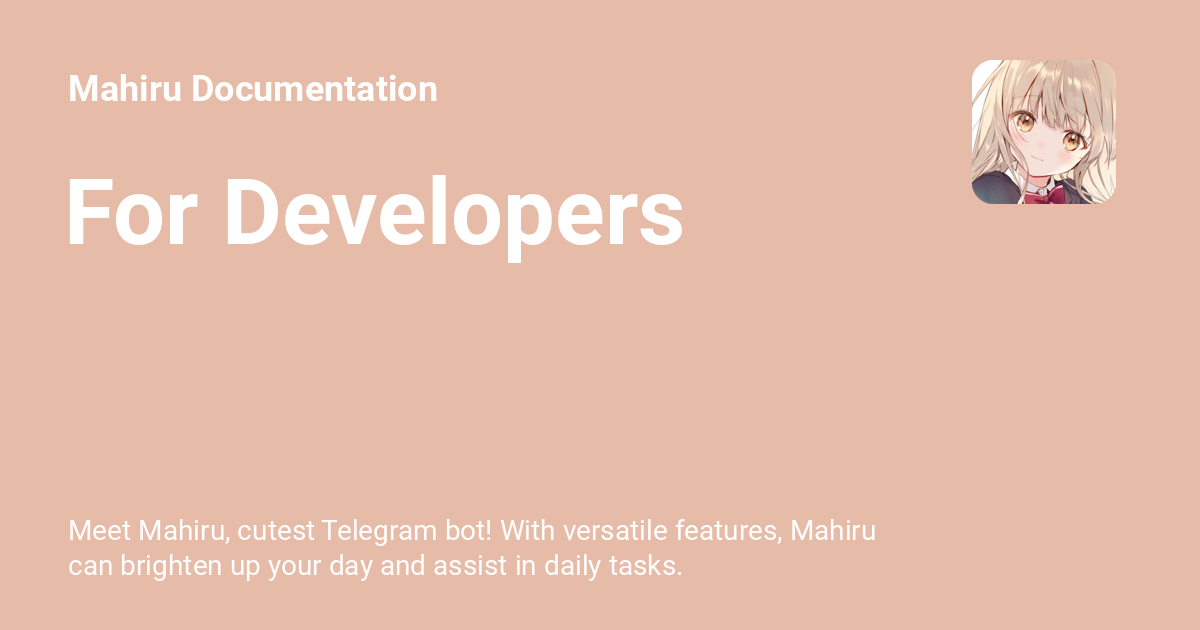 Mahiru Documentation
For Developers
Meet Mahiru, cutest Telegram bot! With versatile features, Mahiru
can brighten up your day and assist in daily tasks.